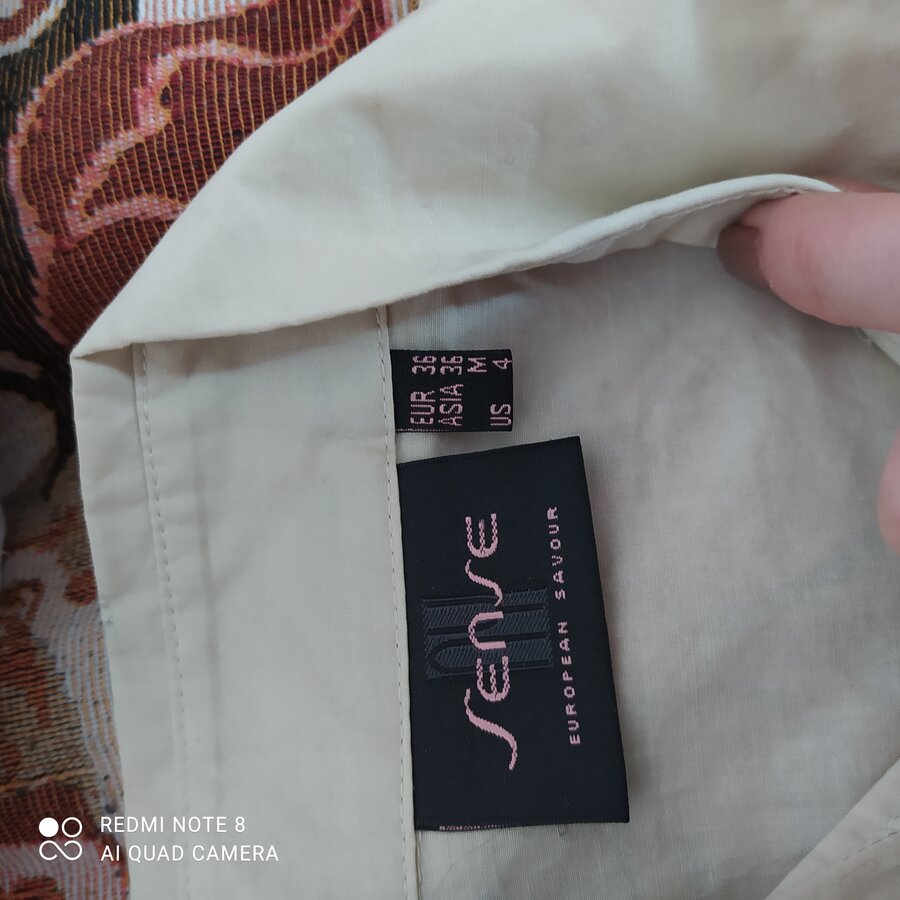 EUR 36
ASIA 36
M
US 4
Sense
EUROPEAN SAVOUR
REDMI NOTE 8
AI QUAD CAMERA